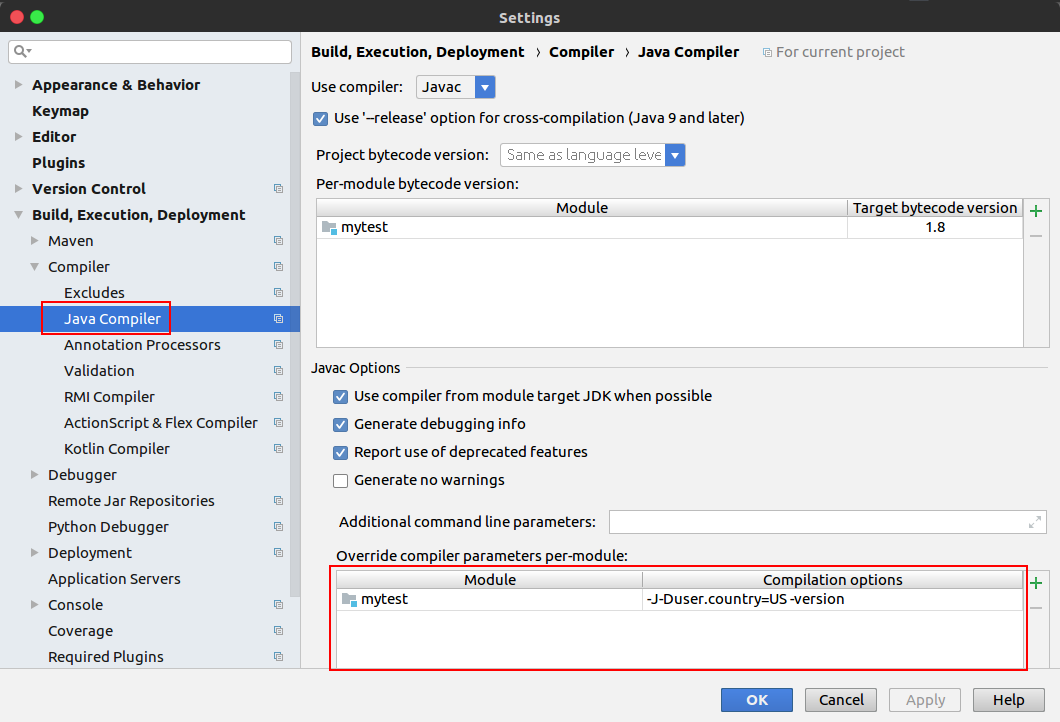 Settings
Appearance & Behavior
Keymap
Editor
Plugins
Version Control
Build, Execution, Deployment
Maven
Compiler
Excludes
Java Compiler
Annotation Processors
Validation
RMI Compiler
ActionScript & Flex Compiler
Kotlin Compiler
Debugger
Remote Jar Repositories
Python Debugger
Deployment
Application Servers
Console
Coverage
Required Plugins
Build, Execution, Deployment › Compiler › Java Compiler For current project
Use compiler: Javac
Use '--release' option for cross-compilation (Java 9 and later)
Project bytecode version: Same as language leve
Per-module bytecode version:
Module Target bytecode version
mytest 1.8
Javac Options
Use compiler from module target JDK when possible
Generate debugging info
Report use of deprecated features
Generate no warnings
Additional command line parameters:
Override compiler parameters per-module:
Module Compilation options
mytest -J-Duser.country=US -version
OK Cancel Apply Help